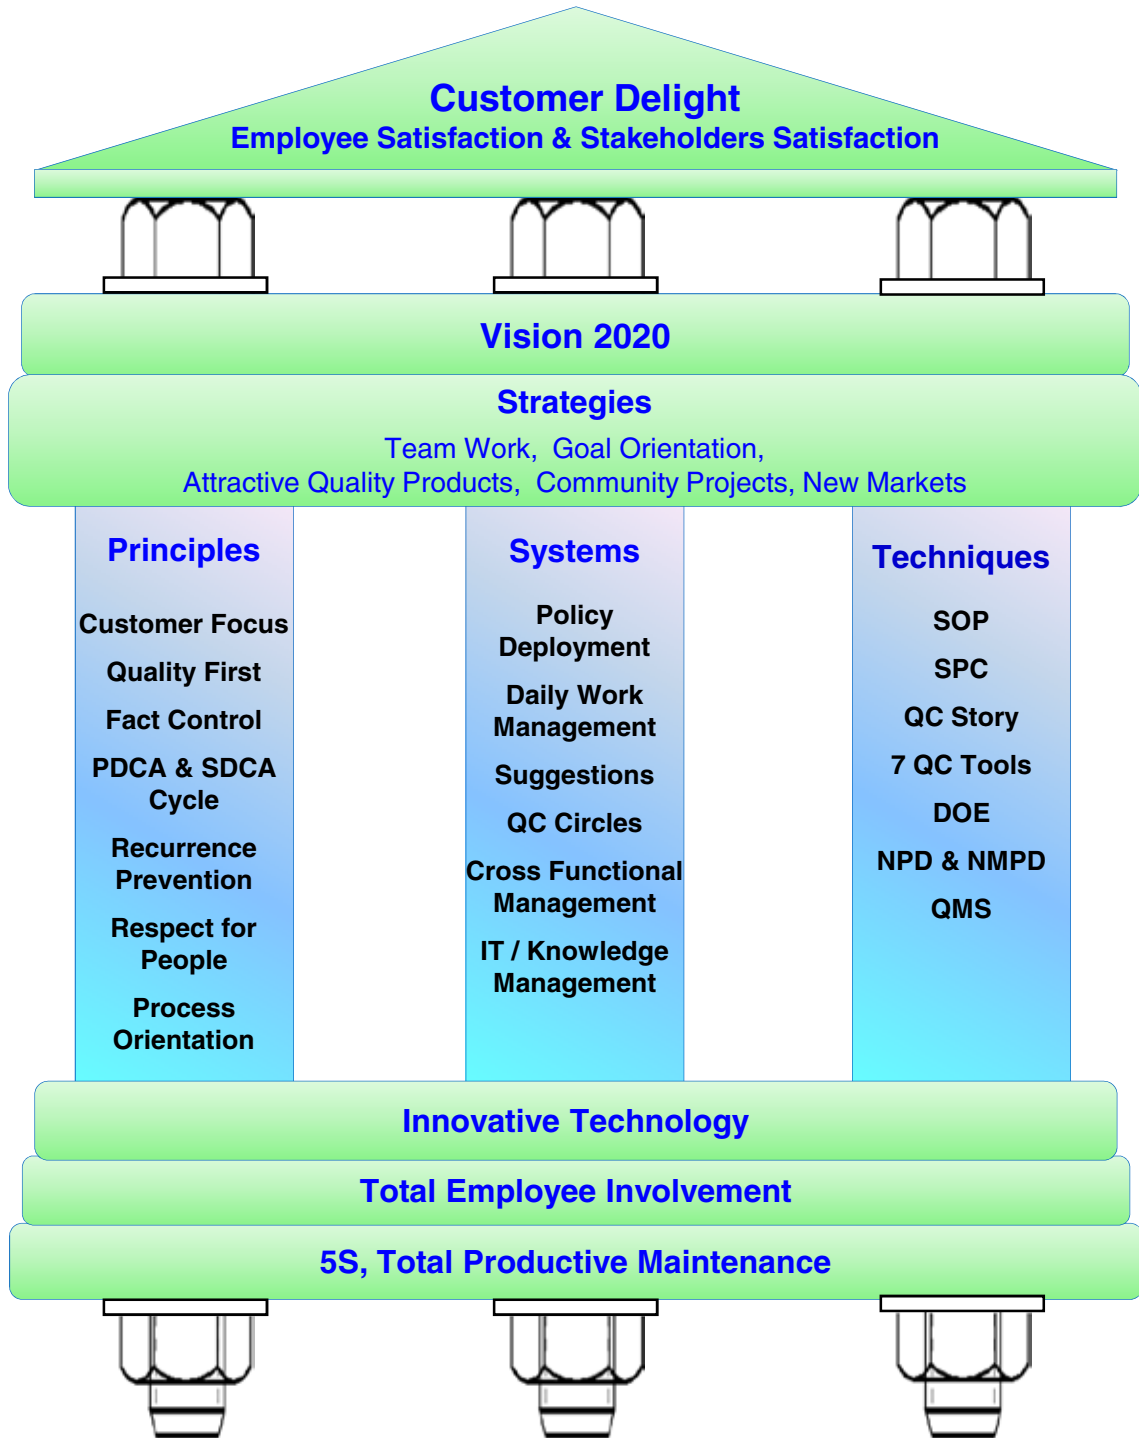 Customer Delight
Employee Satisfaction & Stakeholders Satisfaction
Vision 2020
Strategies
Team Work, Goal Orientation,
Attractive Quality Products, Community Projects, New Markets
Principles
Customer Focus
Quality First
Fact Control
PDCA & SDCA
Cycle
Recurrence
Prevention
Respect for
People
Process
Orientation
Systems
Policy
Deployment
Daily Work
Management
Suggestions
QC Circles
Cross Functional
Management
IT / Knowledge
Management
Techniques
SOP
SPC
QC Story
7 QC Tools
DOE
NPD & NMPD
QMS
Innovative Technology
Total Employee Involvement
5S, Total Productive Maintenance